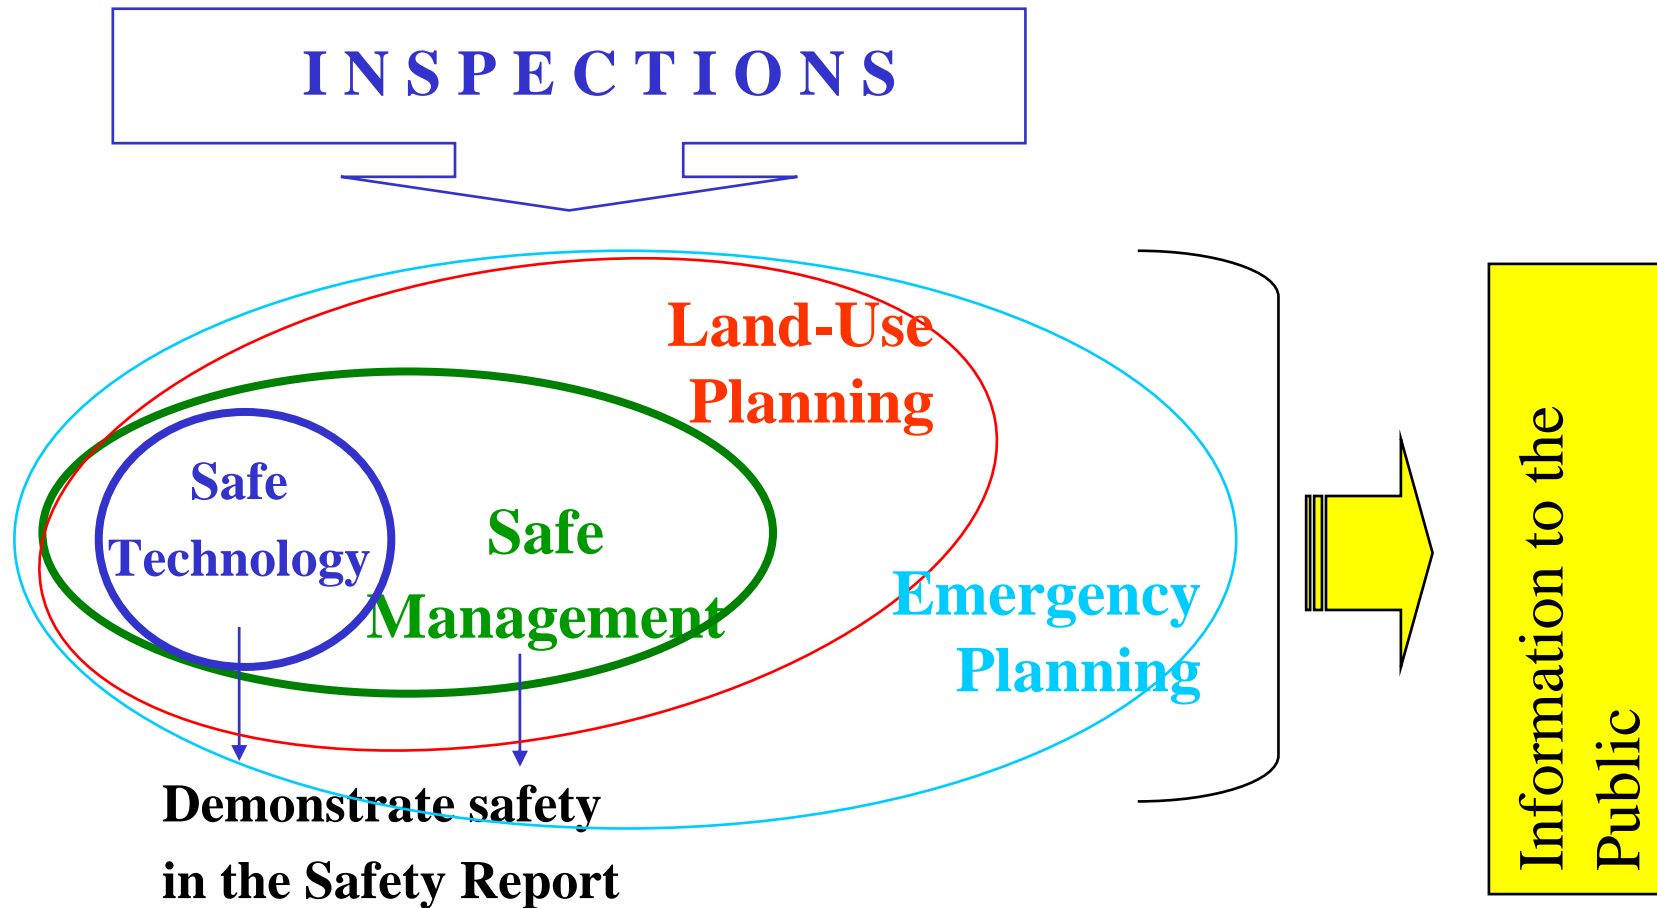 I N S P E C T I O N S
Land-Use
Planning
Safe
Technology
Safe
Management
Emergency
Planning
Demonstrate safety
in the Safety Report
Information to the
Public